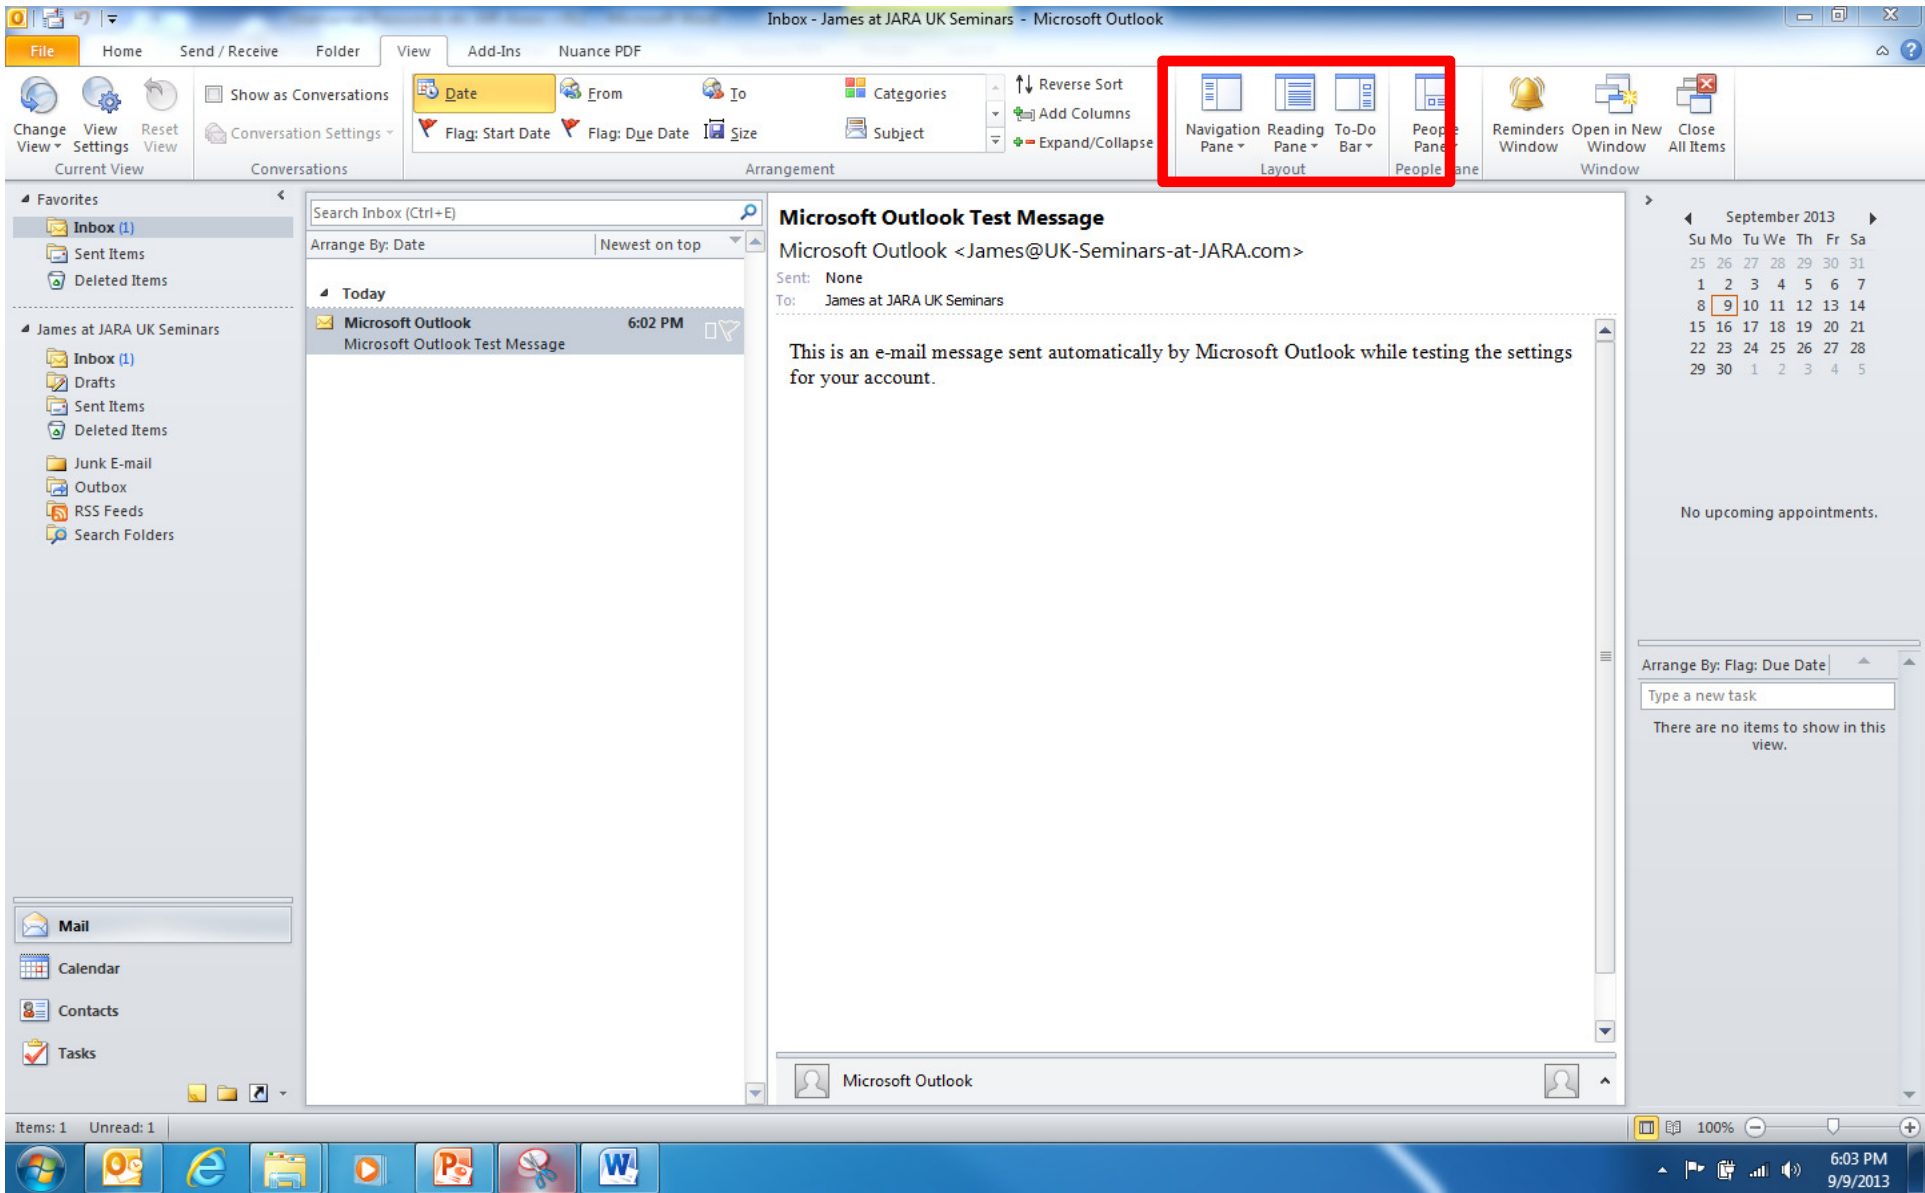 Inbox - James at JARA UK Seminars - Microsoft Outlook
File Home Send / Receive Folder View Add-Ins Nuance PDF
Change View View Settings Reset View
Current View
Show as Conversations
Conversation Settings
Conversations
Date From To Categories
Flag: Start Date Flag: Due Date Size Subject
Arrangement
Reverse Sort
Add Columns
Expand/Collapse
Navigation Pane Reading Pane To-Do Bar
Layout
People Pane
People Pane
Reminders Window Open in New Window Close All Items
Window
Favorites
Inbox (1)
Sent Items
Deleted Items
James at JARA UK Seminars
Inbox (1)
Drafts
Sent Items
Deleted Items
Junk E-mail
Outbox
RSS Feeds
Search Folders
Mail
Calendar
Contacts
Tasks
Search Inbox (Ctrl+E)
Arrange By: Date Newest on top
Today
Microsoft Outlook 6:02 PM
Microsoft Outlook Test Message
Microsoft Outlook Test Message
Microsoft Outlook <James@UK-Seminars-at-JARA.com>
Sent: None
To: James at JARA UK Seminars
This is an e-mail message sent automatically by Microsoft Outlook while testing the settings
for your account.
Microsoft Outlook
September 2013
Su Mo Tu We Th Fr Sa
25 26 27 28 29 30 31
1 2 3 4 5 6 7
8 9 10 11 12 13 14
15 16 17 18 19 20 21
22 23 24 25 26 27 28
29 30 1 2 3 4 5
No upcoming appointments.
Arrange By: Flag: Due Date
Type a new task
There are no items to show in this
view.
Items: 1 Unread: 1
100%
6:03 PM
9/9/2013